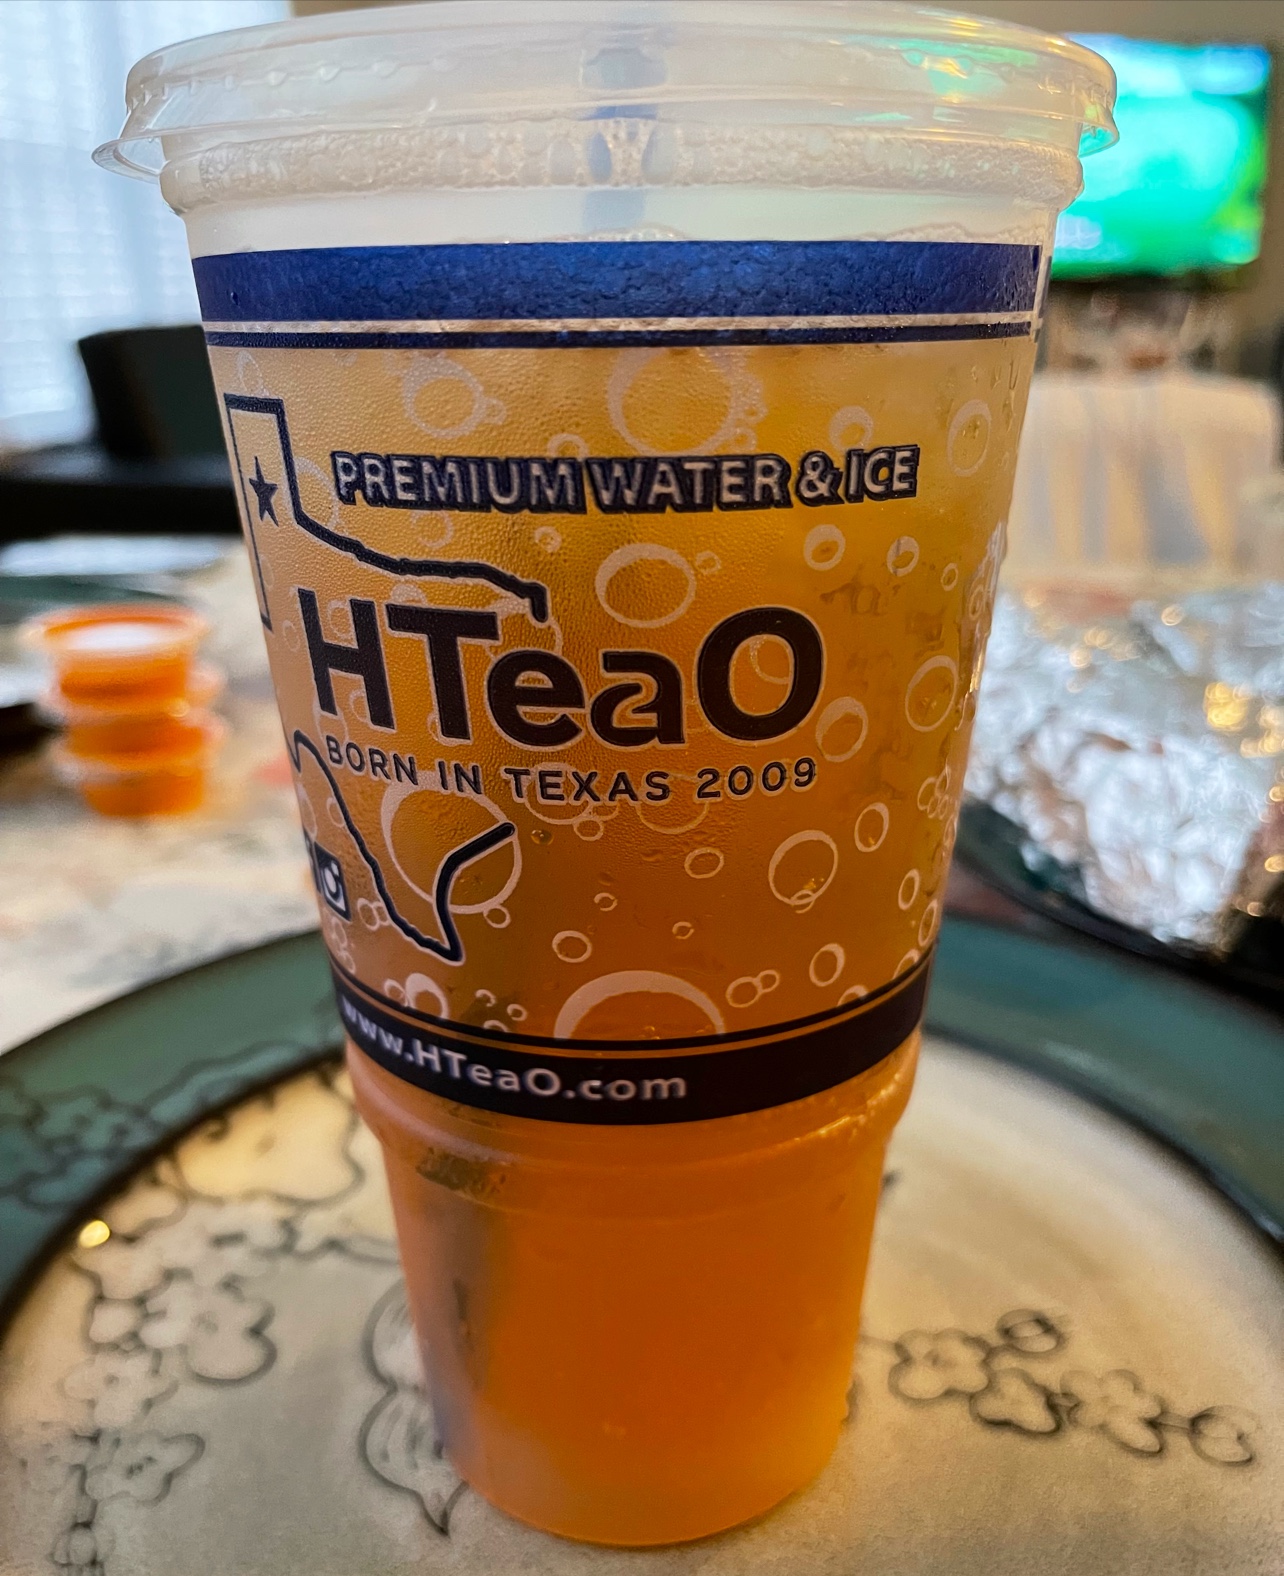 PREMIUM WATER & ICE
HTeaO
BORN IN TEXAS 2009
www.HTeaO.com